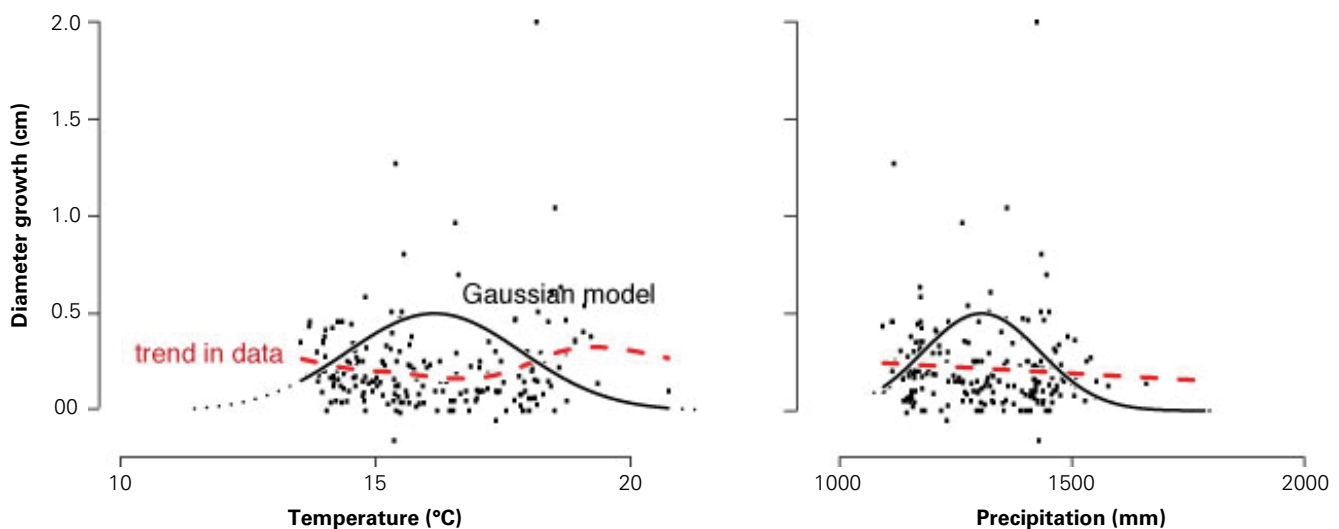 2.0
1.5
1.0
0.5
00
Diameter growth (cm)
Gaussian model
trend in data
10
15
20
Temperature (°C)
1000
1500
2000
Precipitation (mm)